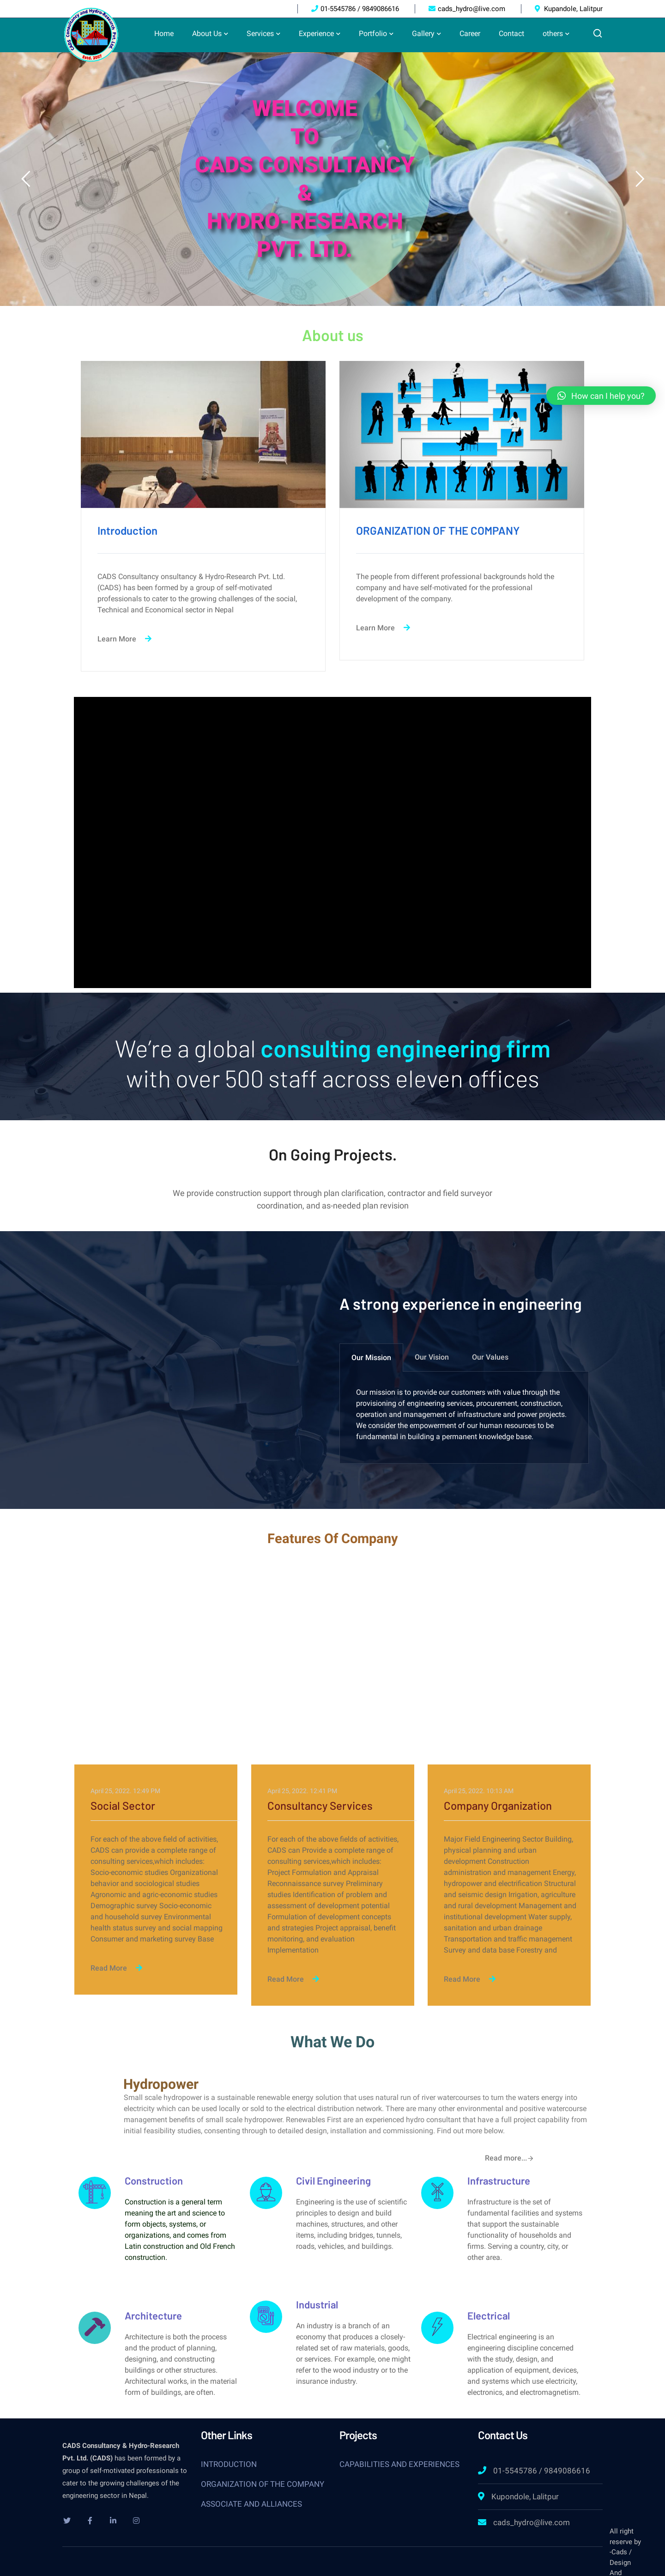 01-5545786 / 9849086616
cads_hydro@live.com
Kupandole, Lalitpur
Home
About Us
Services
Experience
Portfolio
Gallery
Career
Contact
others
WELCOME
TO
CADS CONSULTANCY
&
HYDRO-RESEARCH
PVT. LTD.
About us
How can I help you?
Introduction
CADS Consultancy onsultancy & Hydro-Research Pvt. Ltd.
(CADS) has been formed by a group of self-motivated
professionals to cater to the growing challenges of the social,
Technical and Economical sector in Nepal
Learn More
ORGANIZATION OF THE COMPANY
The people from different professional backgrounds hold the
company and have self-motivated for the professional
development of the company.
Learn More
We're a global consulting engineering firm
with over 500 staff across eleven offices
On Going Projects.
We provide construction support through plan clarification, contractor and field surveyor
coordination, and as-needed plan revision
A strong experience in engineering
Our Mission
Our Vision
Our Values
Our mission is to provide our customers with value through the
provisioning of engineering services, procurement, construction,
operation and management of infrastructure and power projects.
We consider the empowerment of our human resources to be
fundamental in building a permanent knowledge base.
Features Of Company
Social Sector
For each of the above field of activities,
CADS can provide a complete range of
consulting services,which includes:
Socio-economic studies Organizational
behavior and sociological studies
Agronomic and agric-economic studies
Demographic survey Socio-economic
and household survey Environmental
health status survey and social mapping
Consumer and marketing survey Base
Read More
Consultancy Services
For each of the above fields of activities,
CADS can Provide a complete range of
consulting Services,which includes:
Project Formulation and Appraisal
Reconnaissance survey Preliminary
studies Identification of problem and
assessment of development potential
Formulation of development concepts
and strategies Project appraisal, benefit
monitoring, and evaluation
Implementation
Read More
Company Organization
Major Field Engineering Sector Building,
physical planning and urban
development Construction
administration and management Energy,
hydropower and electrification Structural
and seismic design Irrigation, agriculture
and rural development Management and
institutional development Water supply,
sanitation and urban drainage
Transportation and traffic management
Survey and data base Forestry and
Read More
What We Do
Hydropower
Small scale hydropower is a sustainable renewable energy solution that uses natural run of river watercourses to turn the waters energy into
electricity which can be used locally or sold to the electrical distribution network. There are many other environmental and positive watercourse
management benefits of small scale hydropower. Renewables First are an experienced hydro consultant that have a full project capability from
initial feasibility studies, consenting through to detailed design, installation and commissioning. Find out more below.
Read more...
Construction
Construction is a general term
meaning the art and science to
form objects, systems, or
organizations, and comes from
Latin construction and Old French
construction.
Civil Engineering
Engineering is the use of scientific
principles to design and build
machines, structures, and other
items, including bridges, tunnels,
roads, vehicles, and buildings.
Infrastructure
Infrastructure is the set of
fundamental facilities and systems
that support the sustainable
functionality of households and
firms. Serving a country, city, or
other area.
Architecture
Architecture is both the process
and the product of planning,
designing, and constructing
buildings or other structures.
Architectural works, in the material
form of buildings, are often.
Industrial
An industry is a branch of an
economy that produces a closely-
related set of raw materials, goods,
or services. For example, one might
refer to the wood industry or to the
insurance industry.
Electrical
Electrical engineering is an
engineering discipline concerned
with the study, design, and
application of equipment, devices,
and systems which use electricity,
electronics, and electromagnetism.
CADS Consultancy & Hydro-Research
Pvt. Ltd. (CADS) has been formed by a
group of self-motivated professionals to
cater to the growing challenges of the
engineering sector in Nepal.
Other Links
INTRODUCTION
ORGANIZATION OF THE COMPANY
ASSOCIATE AND ALLIANCES
Projects
CAPABILITIES AND EXPERIENCES
Contact Us
01-5545786 / 9849086616
Kupondole, Lalitpur
cads_hydro@live.com
All right
reserve by
-Cads /
Design
And